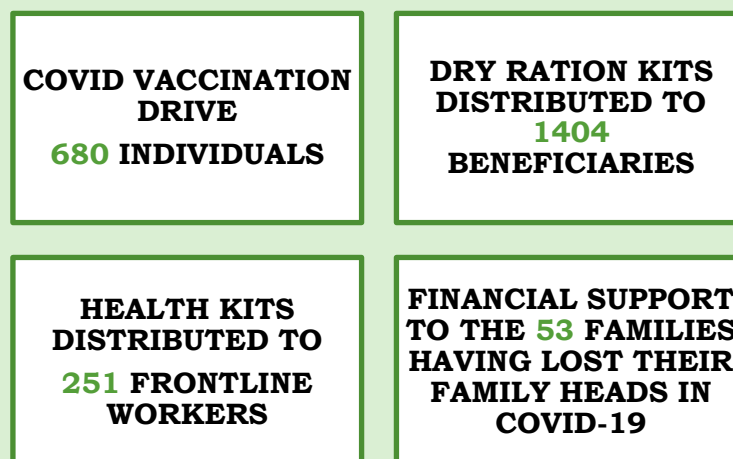 COVID VACCINATION
DRIVE
680 INDIVIDUALS
DRY RATION KITS
DISTRIBUTED TO
1404
BENEFICIARIES
HEALTH KITS
DISTRIBUTED TO
251 FRONTLINE
WORKERS
FINANCIAL SUPPORT
TO THE 53 FAMILIES
HAVING LOST THEIR
FAMILY HEADS IN
COVID-19